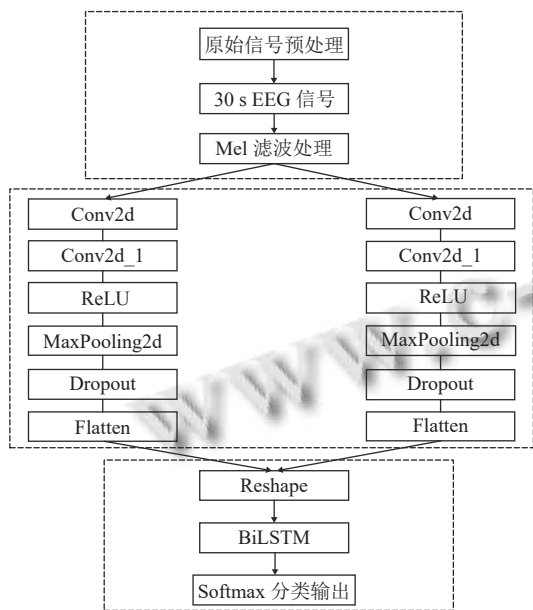 原始信号预处理
30 s EEG 信号
Mel 滤波处理
Conv2d
Conv2d_1
ReLU
MaxPooling2d
Dropout
Flatten
Conv2d
Conv2d_1
ReLU
MaxPooling2d
Dropout
Flatten
Reshape
BiLSTM
Softmax 分类输出
www.c-